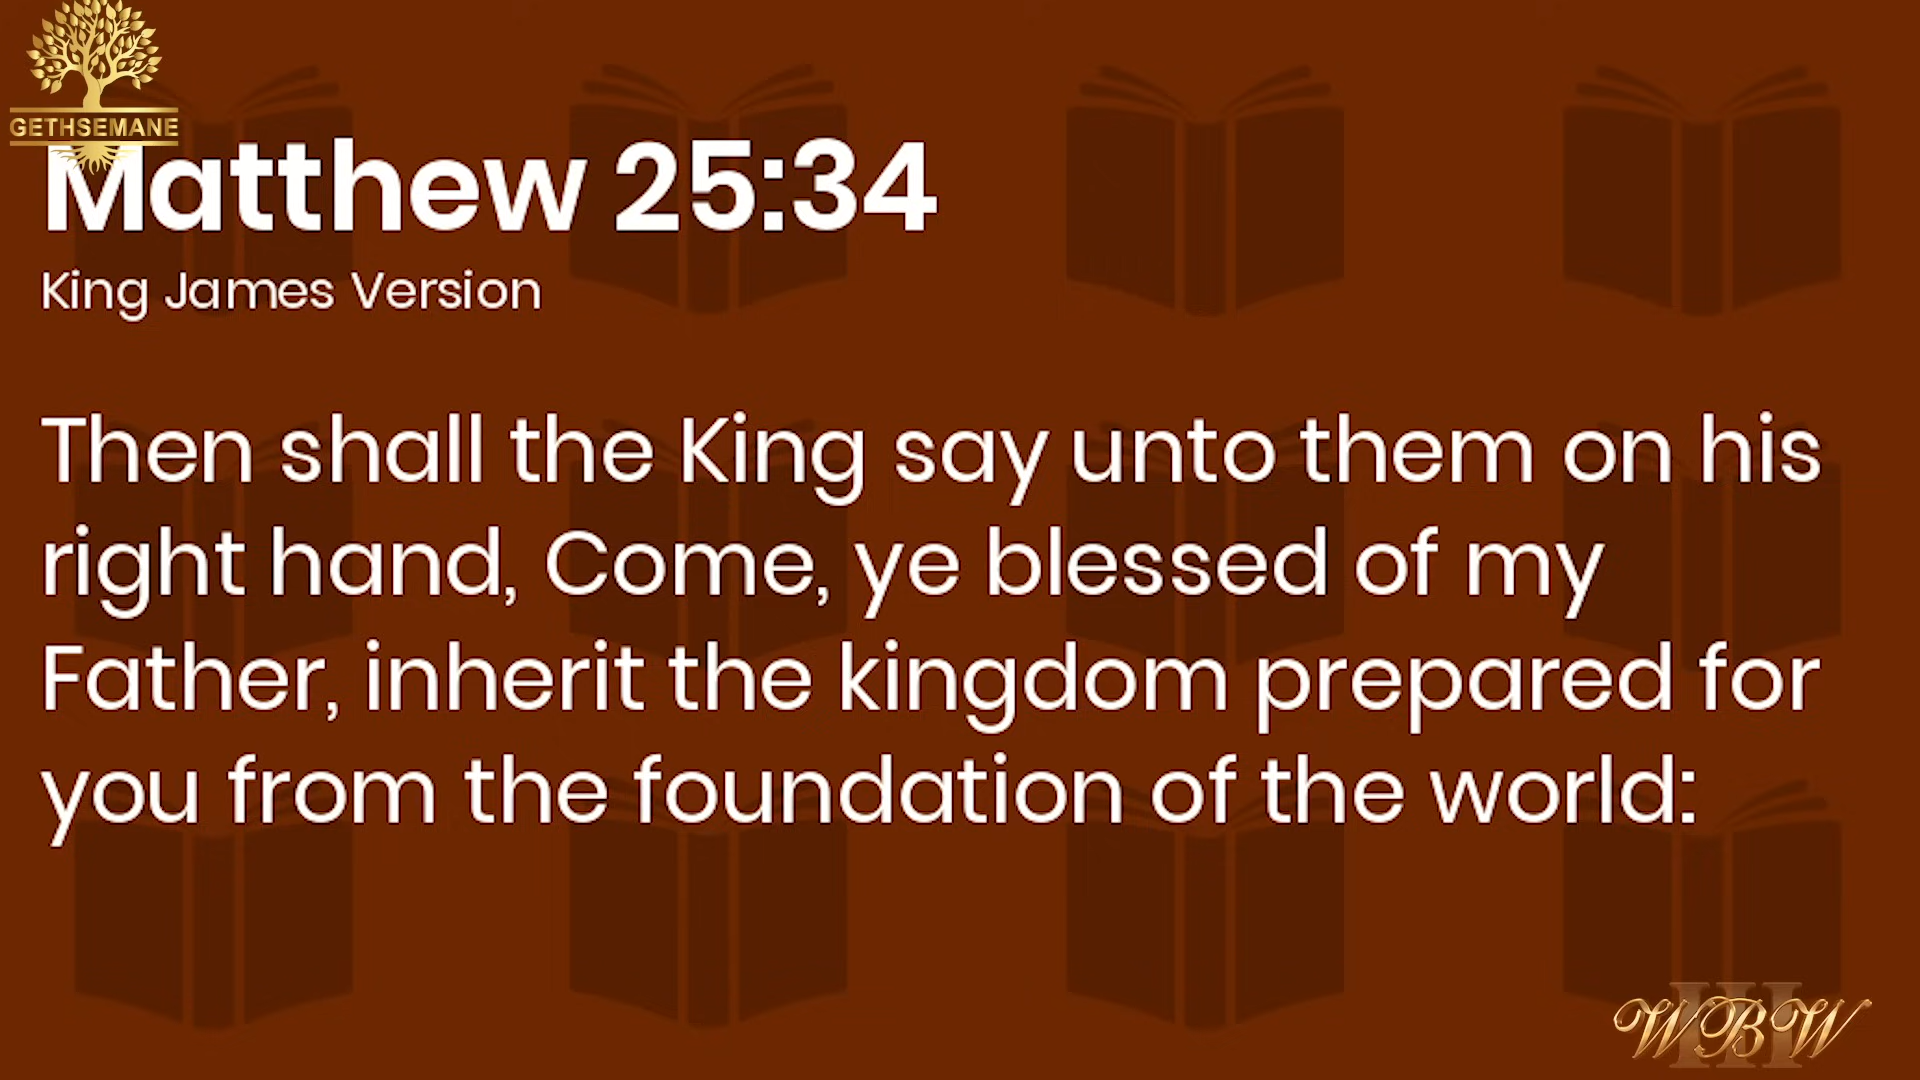 GETHSEMANE
Matthew 25:34
King James Version
Then shall the King say unto them on his
right hand, Come, ye blessed of my
Father, inherit the kingdom prepared for
you from the foundation of the world:
III
WBW